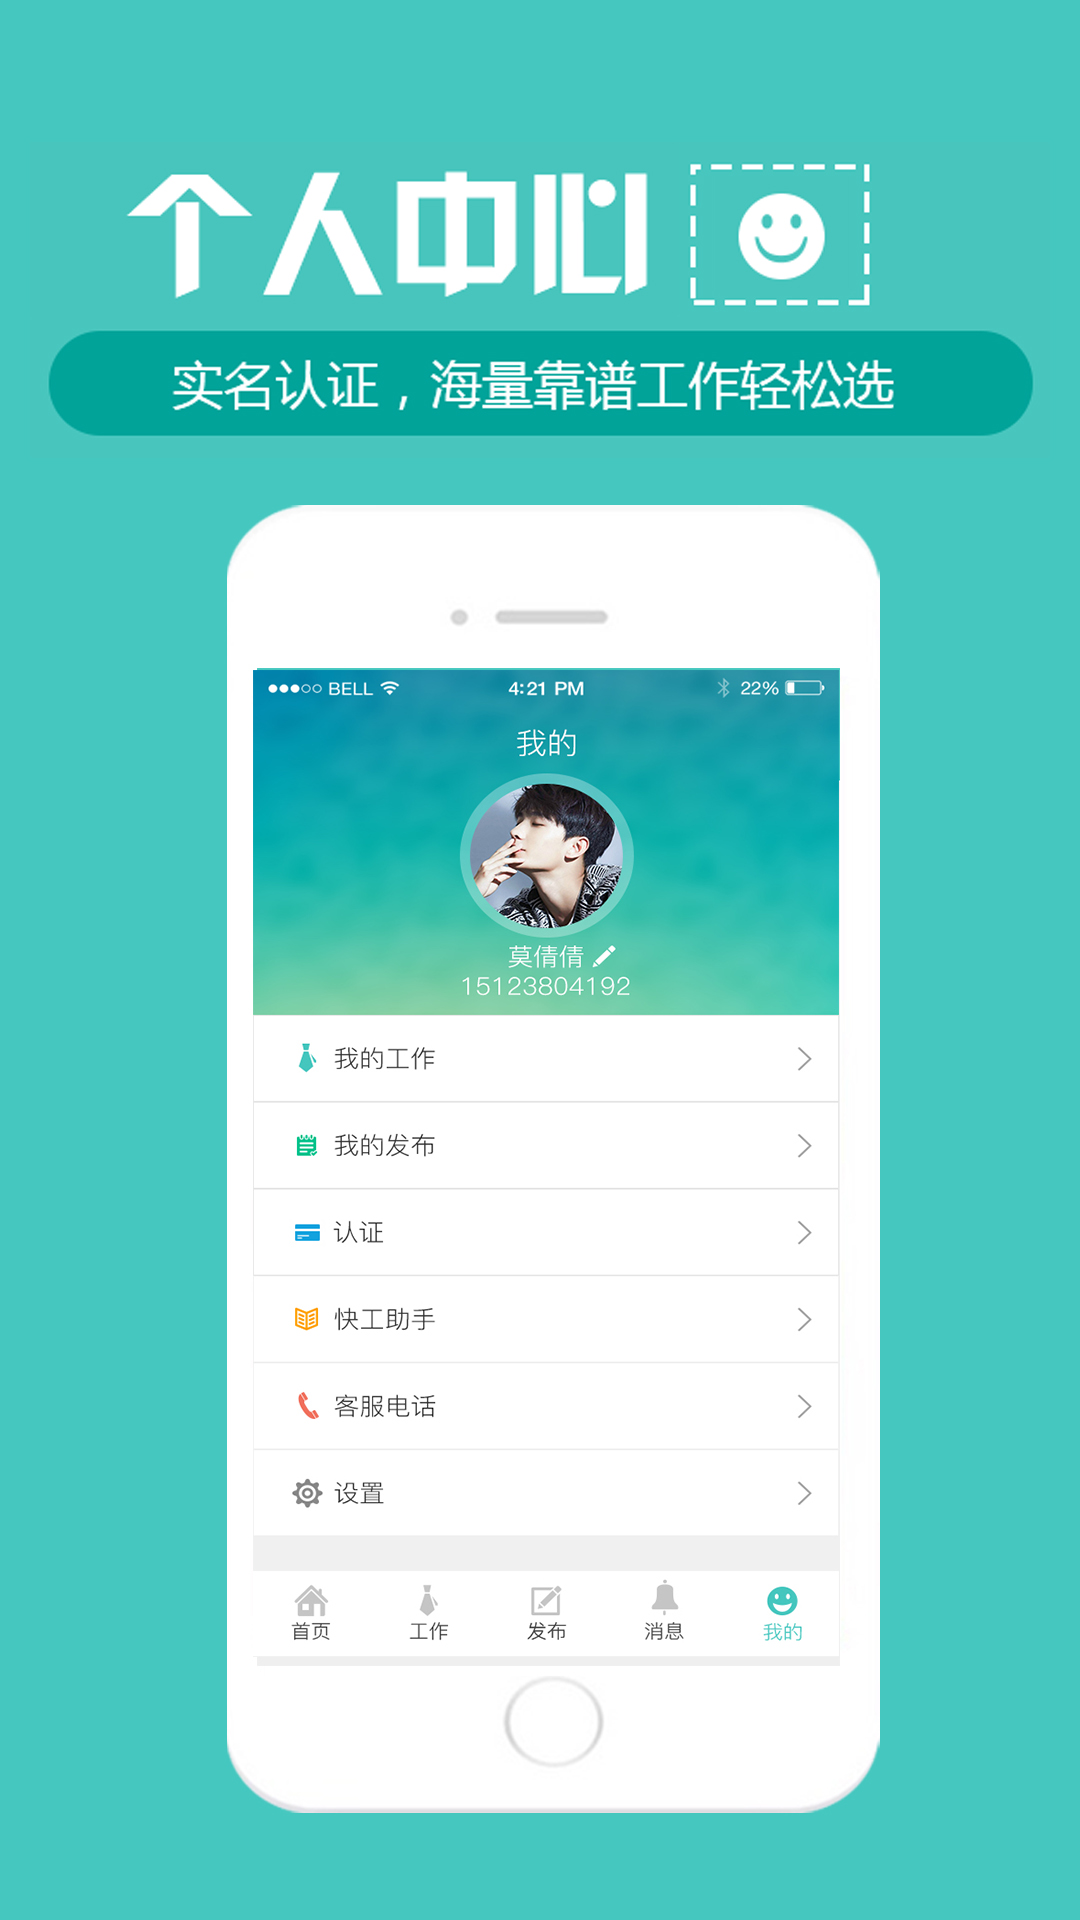 个人中心
实名认证，海量靠谱工作轻松选
BELL 4:21 PM 22%
我的
莫倩倩
15123804192
我的工作
我的发布
认证
快工助手
客服电话
设置
首页 工作 发布 消息 我的